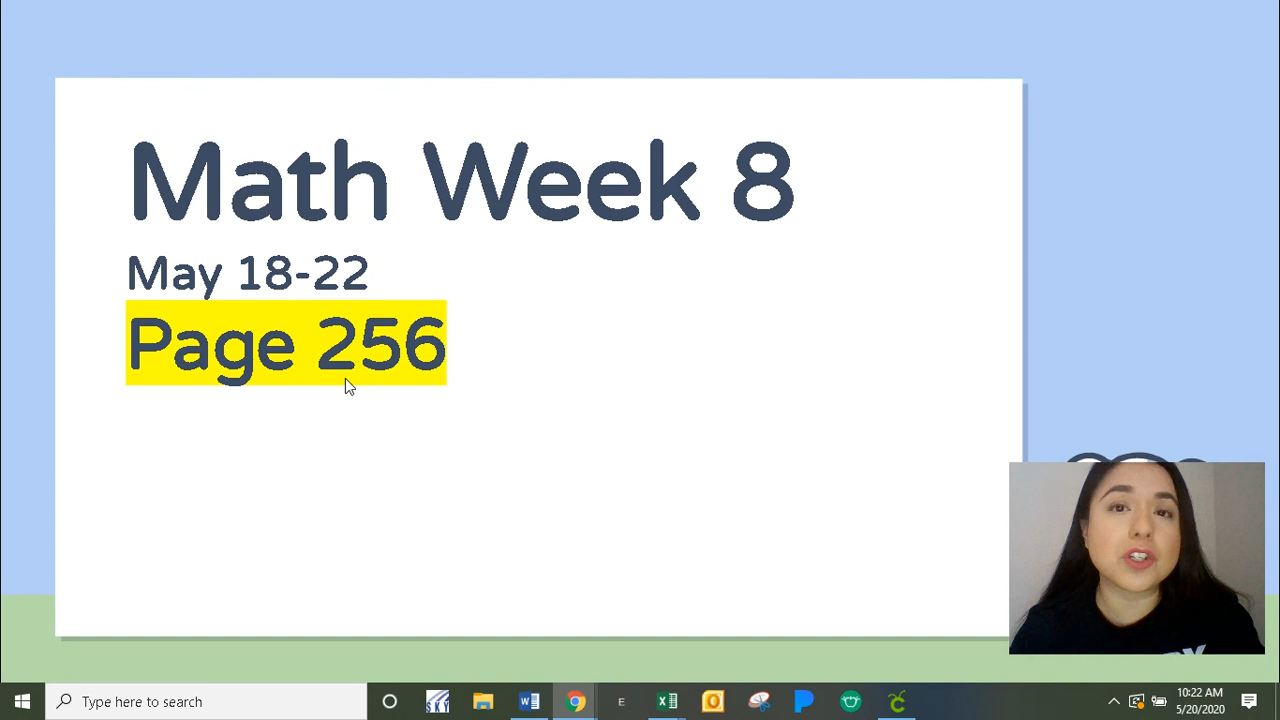 Math Week 8
May 18-22
Page 256
Type here to search
E
10:22 AM
5/20/2020